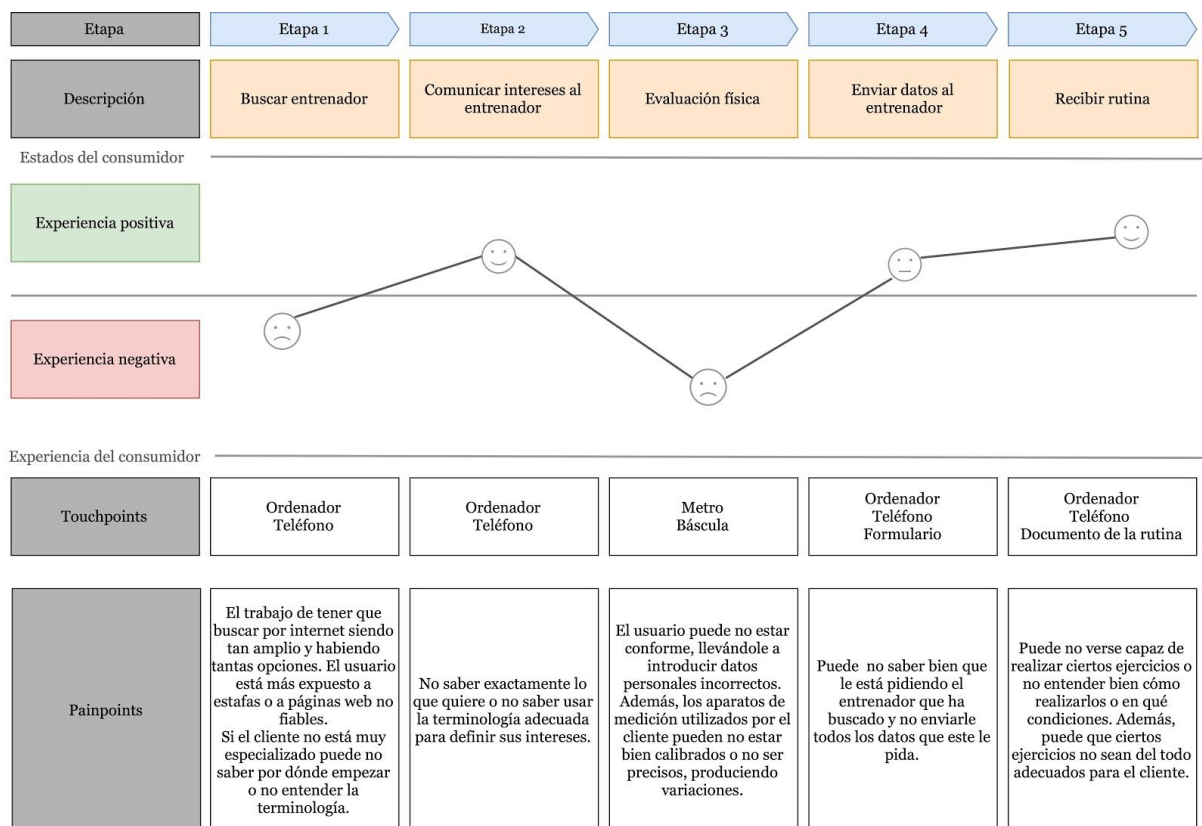 Etapa
Etapa 1
Etapa 2
Etapa 3
Etapa 4
Etapa 5
Descripción
Buscar entrenador
Comunicar intereses al
entrenador
Evaluación física
Enviar datos al
entrenador
Recibir rutina
Estados del consumidor
Experiencia positiva
Experiencia negativa
Experiencia del consumidor
Touchpoints
Ordenador
Teléfono
Ordenador
Teléfono
Metro
Báscula
Ordenador
Teléfono
Formulario
Ordenador
Teléfono
Documento de la rutina
Painpoints
El trabajo de tener que
buscar por internet siendo
tan amplio y habiendo
tantas opciones. El usuario
está más expuesto a
estafas o a páginas web no
fiables.
Si el cliente no está muy
especializado puede no
saber por dónde empezar
o no entender la
terminología.
No saber exactamente lo
que quiere o no saber usar
la terminología adecuada
para definir sus intereses.
El usuario puede no estar
conforme, llevándole a
introducir datos
personales incorrectos.
Además, los aparatos de
medición utilizados por el
cliente pueden no estar
bien calibrados o no ser
precisos, produciendo
variaciones.
Puede no saber bien que
le está pidiendo el
entrenador que ha
buscado y no enviarle
todos los datos que este le
pida.
Puede no verse capaz de
realizar ciertos ejercicios o
no entender bien cómo
realizarlos o en qué
condiciones. Además,
puede que ciertos
ejercicios no sean del todo
adecuados para el cliente.